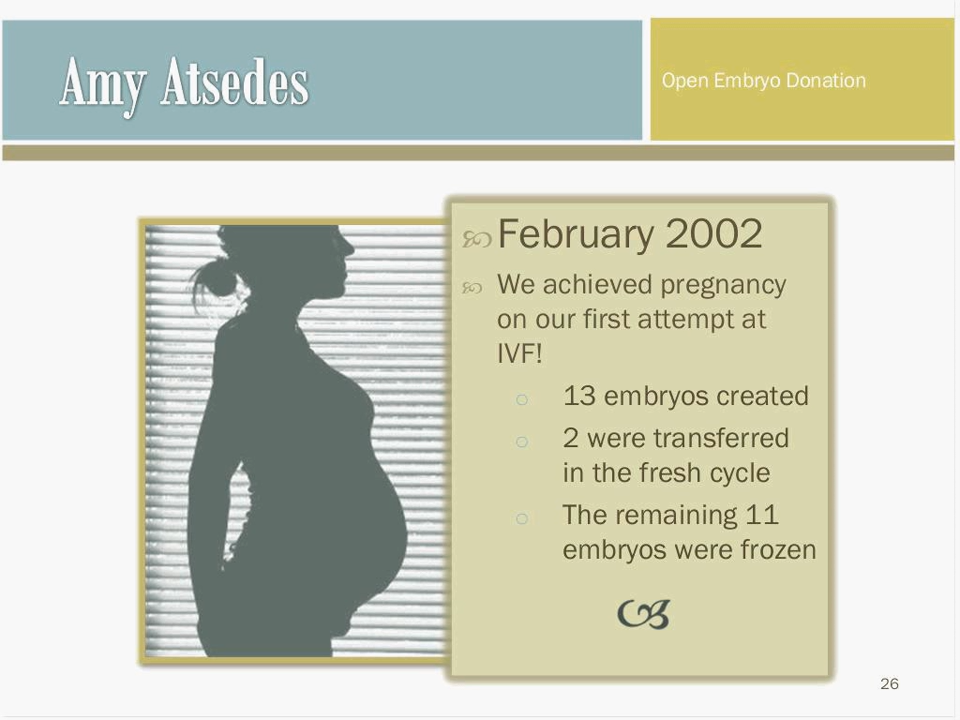 Amy Atsedes
Open Embryo Donation
February 2002
We achieved pregnancy
on our first attempt at
IVF!
13 embryos created
2 were transferred
in the fresh cycle
The remaining 11
embryos were frozen
26